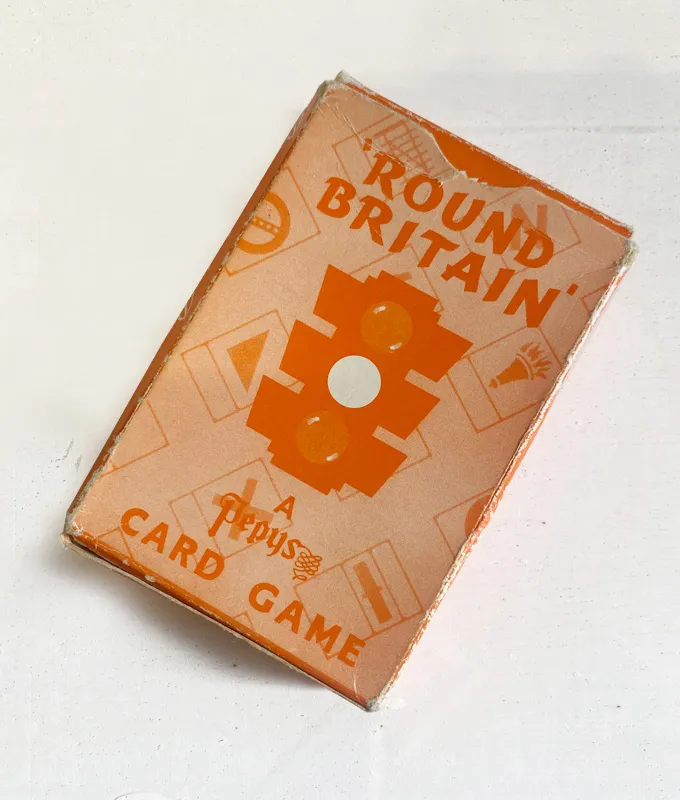 'ROUND
BRITAIN'
A
Pepys
CARD GAME